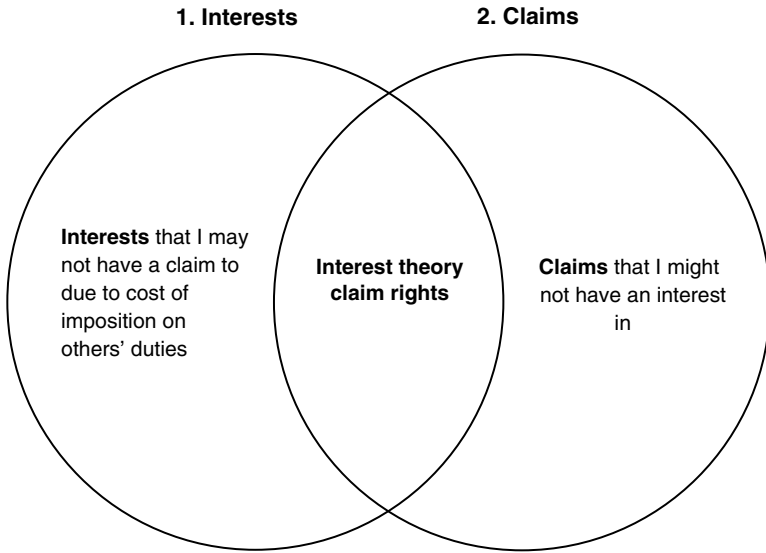 1. Interests
2. Claims
Interests that I may
not have a claim to
due to cost of
imposition on
others’ duties
Interest theory
claim rights
Claims that I might
not have an interest
in